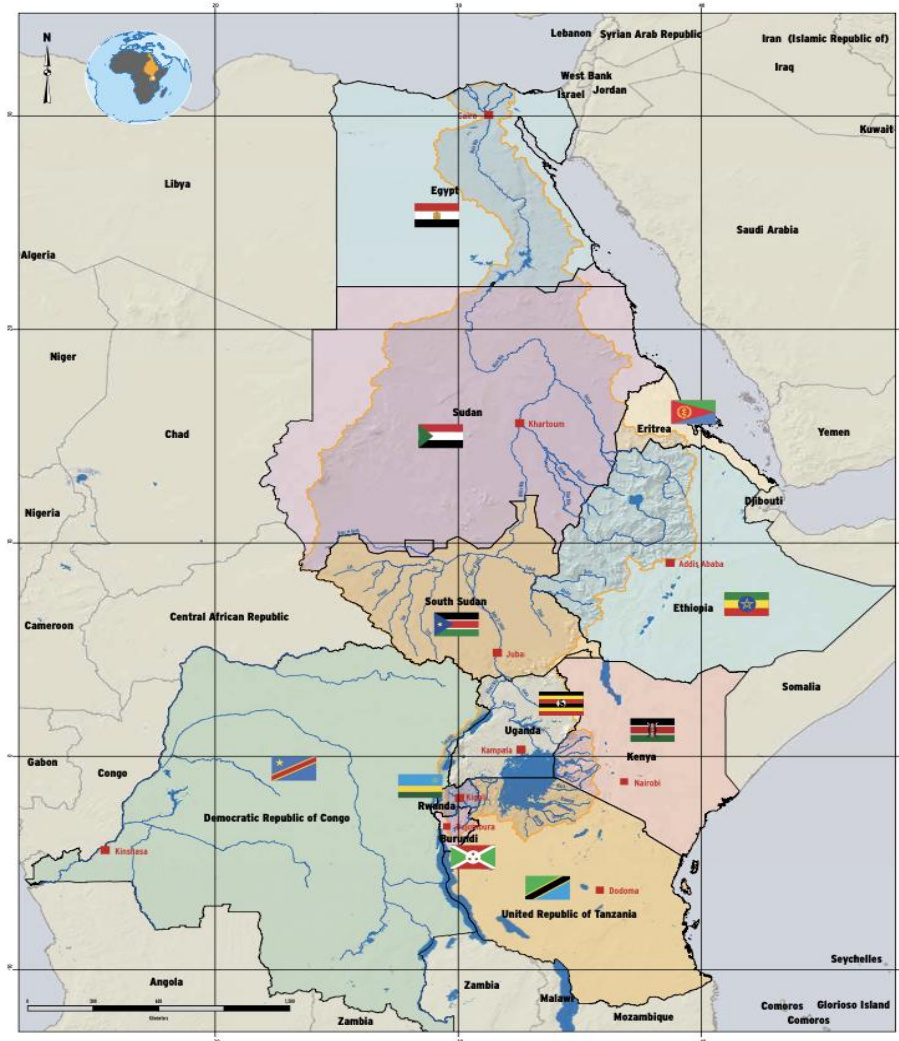 20
30
40
N
Lebanon
Syrian Arab Republic
Iran (Islamic Republic of)
Iraq
West Bank
Israel
Jordan
Kuwait
Cairo
Libya
Egypt
Saudi Arabia
Algeria
Niger
Chad
Sudan
Khartoum
Eritrea
Yemen
Nigeria
Djibouti
Addis Ababa
Ethiopia
South Sudan
Central African Republic
Cameroon
Juba
Somalia
Uganda
Kampala
Kenya
Nairobi
Gabon
Congo
Rwanda
Kigali
Democratic Republic of Congo
Bujumbura
Burundi
Kinshasa
Dodoma
United Republic of Tanzania
Seychelles
Angola
Zambia
Malawi
Comoros
Glorioso Island
Comoros
Kilometers
Zambia
Mozambique